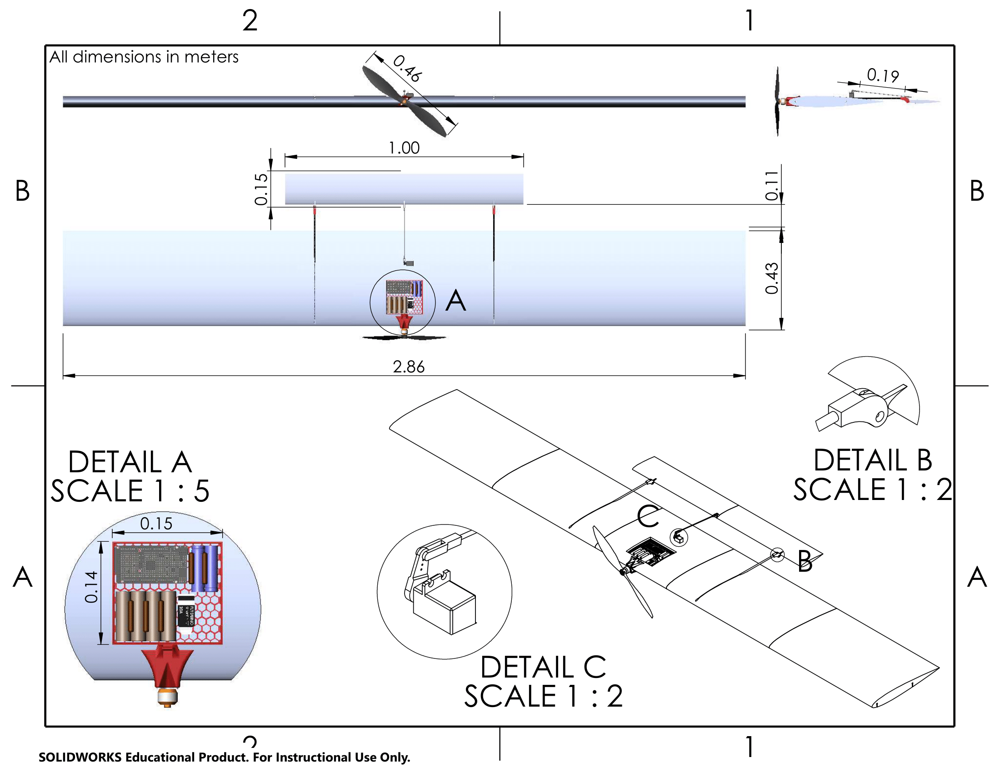 2 1
All dimensions in meters
0.46
0.19
1.00
0.15
0.11
B B
0.43
A
2.86
DETAIL A
SCALE 1 : 5
DETAIL B
SCALE 1 : 2
C
B
0.15
0.14
20A
A A
DETAIL C
SCALE 1 : 2
2 1
SOLIDWORKS Educational Product. For Instructional Use Only.